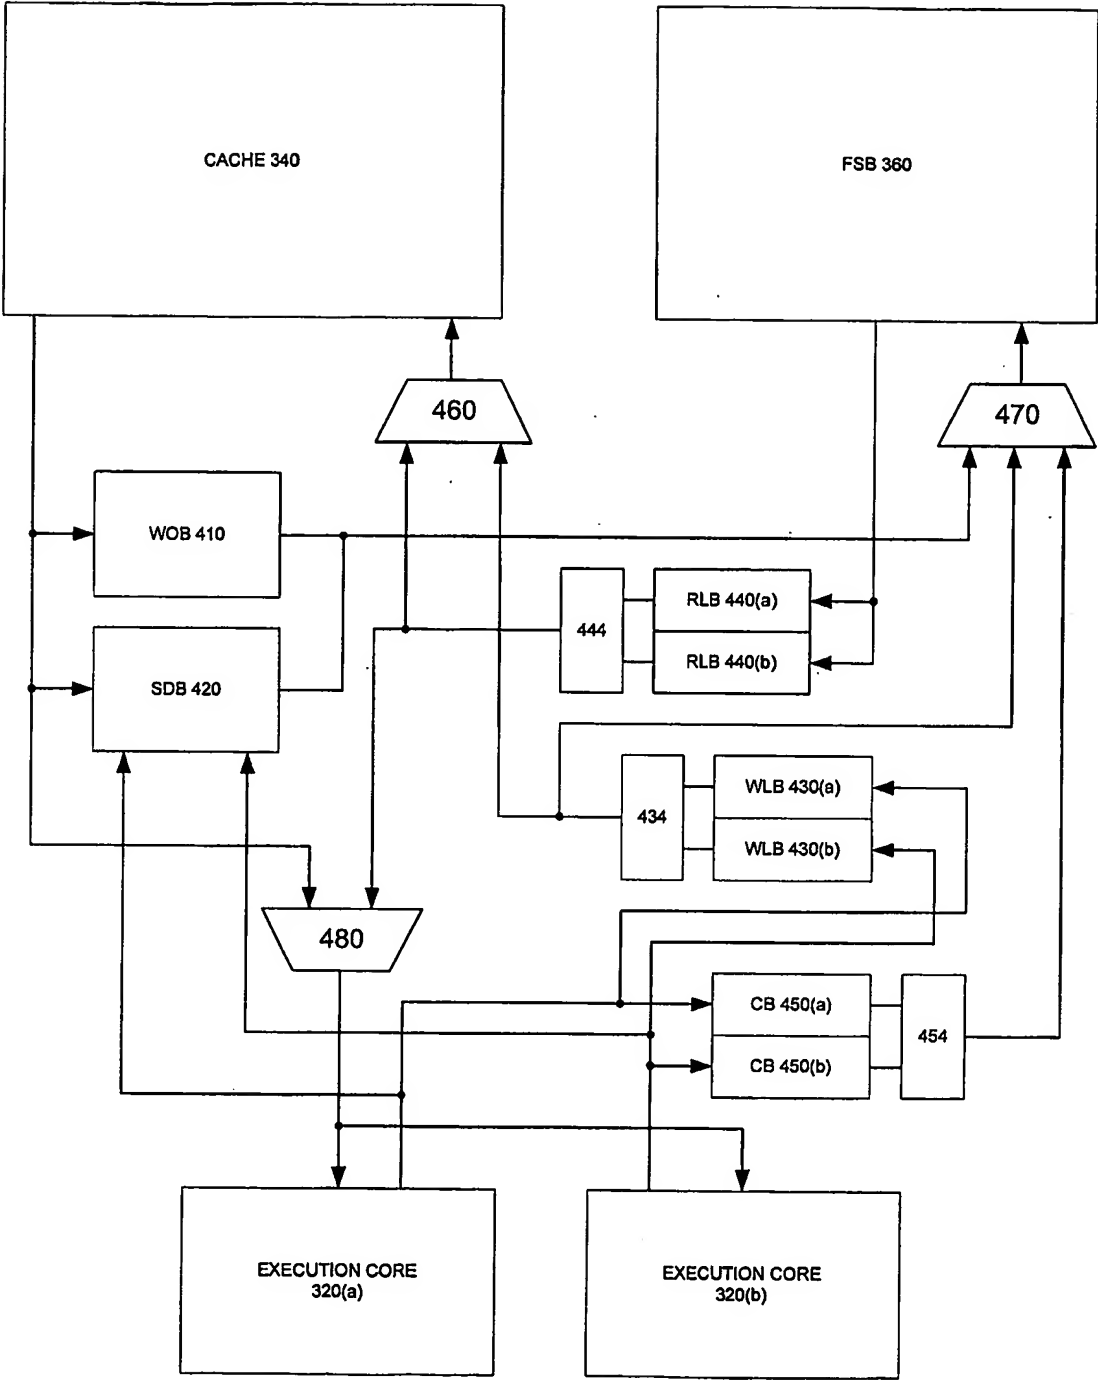 CACHE 340
FSB 360
460
470
WOB 410
444
RLB 440(a)
RLB 440(b)
SDB 420
434
WLB 430(a)
WLB 430(b)
480
CB 450(a)
CB 450(b)
454
EXECUTION CORE
320(a)
EXECUTION CORE
320(b)